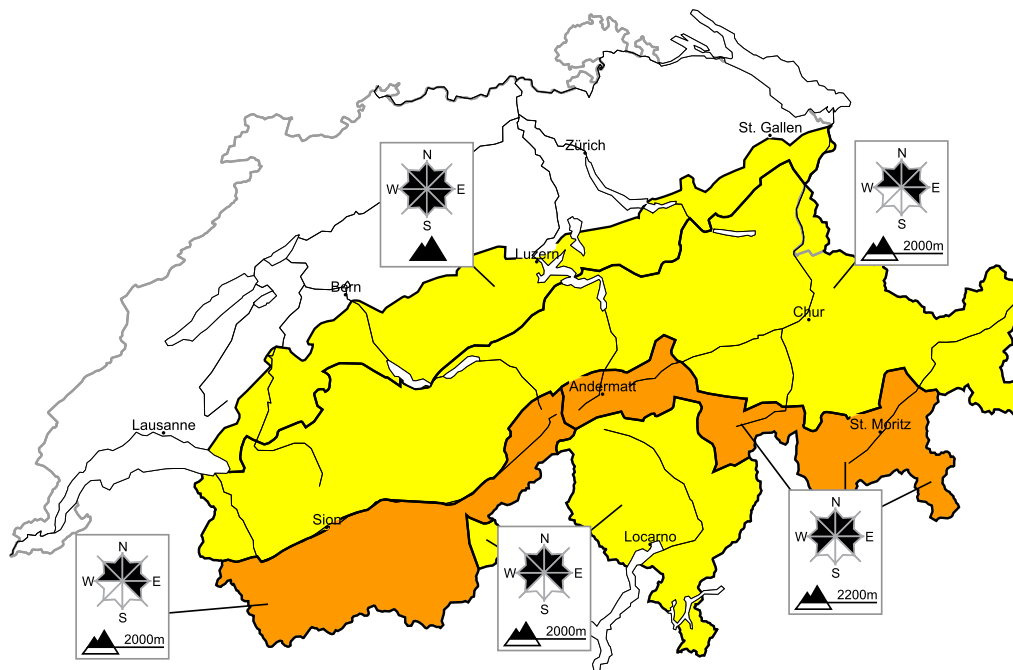 St. Gallen
Zürich
N
W E
S
N
W E
S
2000m
Luzern
Bern
Chur
Andermatt
Lausanne
St. Moritz
Sion
Locarno
N
W E
S
2200m
N
W E
S
2000m
N
W E
S
2000m